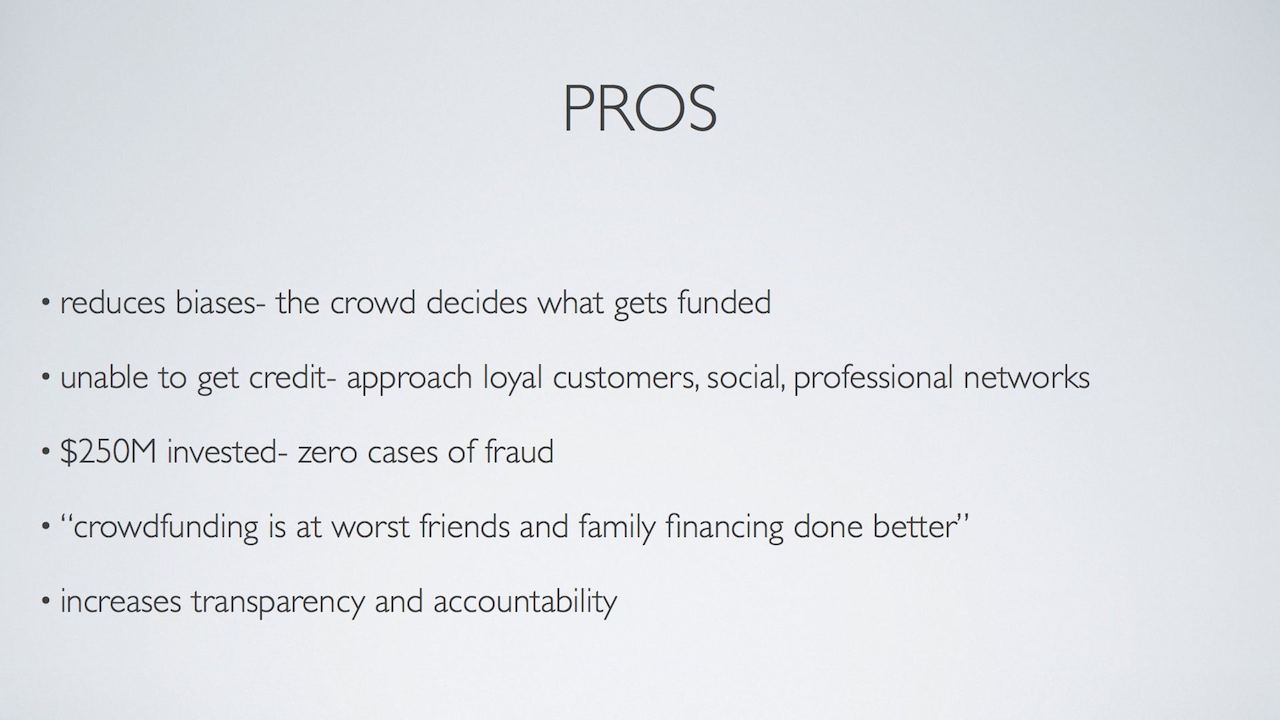 PROS
• reduces biases- the crowd decides what gets funded
• unable to get credit- approach loyal customers, social, professional networks
• $250M invested- zero cases of fraud
• “crowdfunding is at worst friends and family financing done better”
• increases transparency and accountability